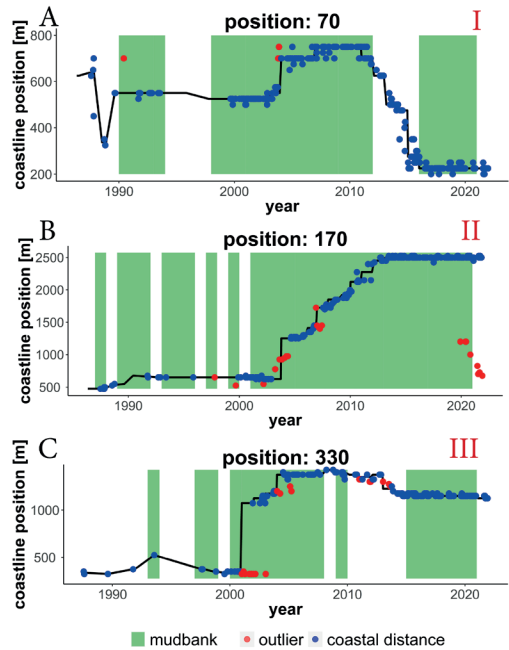 A position: 70 I
coastline position [m]
800
600
400
200
1990 2000 2010 2020
year
B position: 170 II
coastline position [m]
2500
2000
1500
1000
500
1990 2000 2010 2020
year
C position: 330 III
coastline position [m]
1000
500
1990 2000 2010 2020
year
mudbank outlier coastal distance